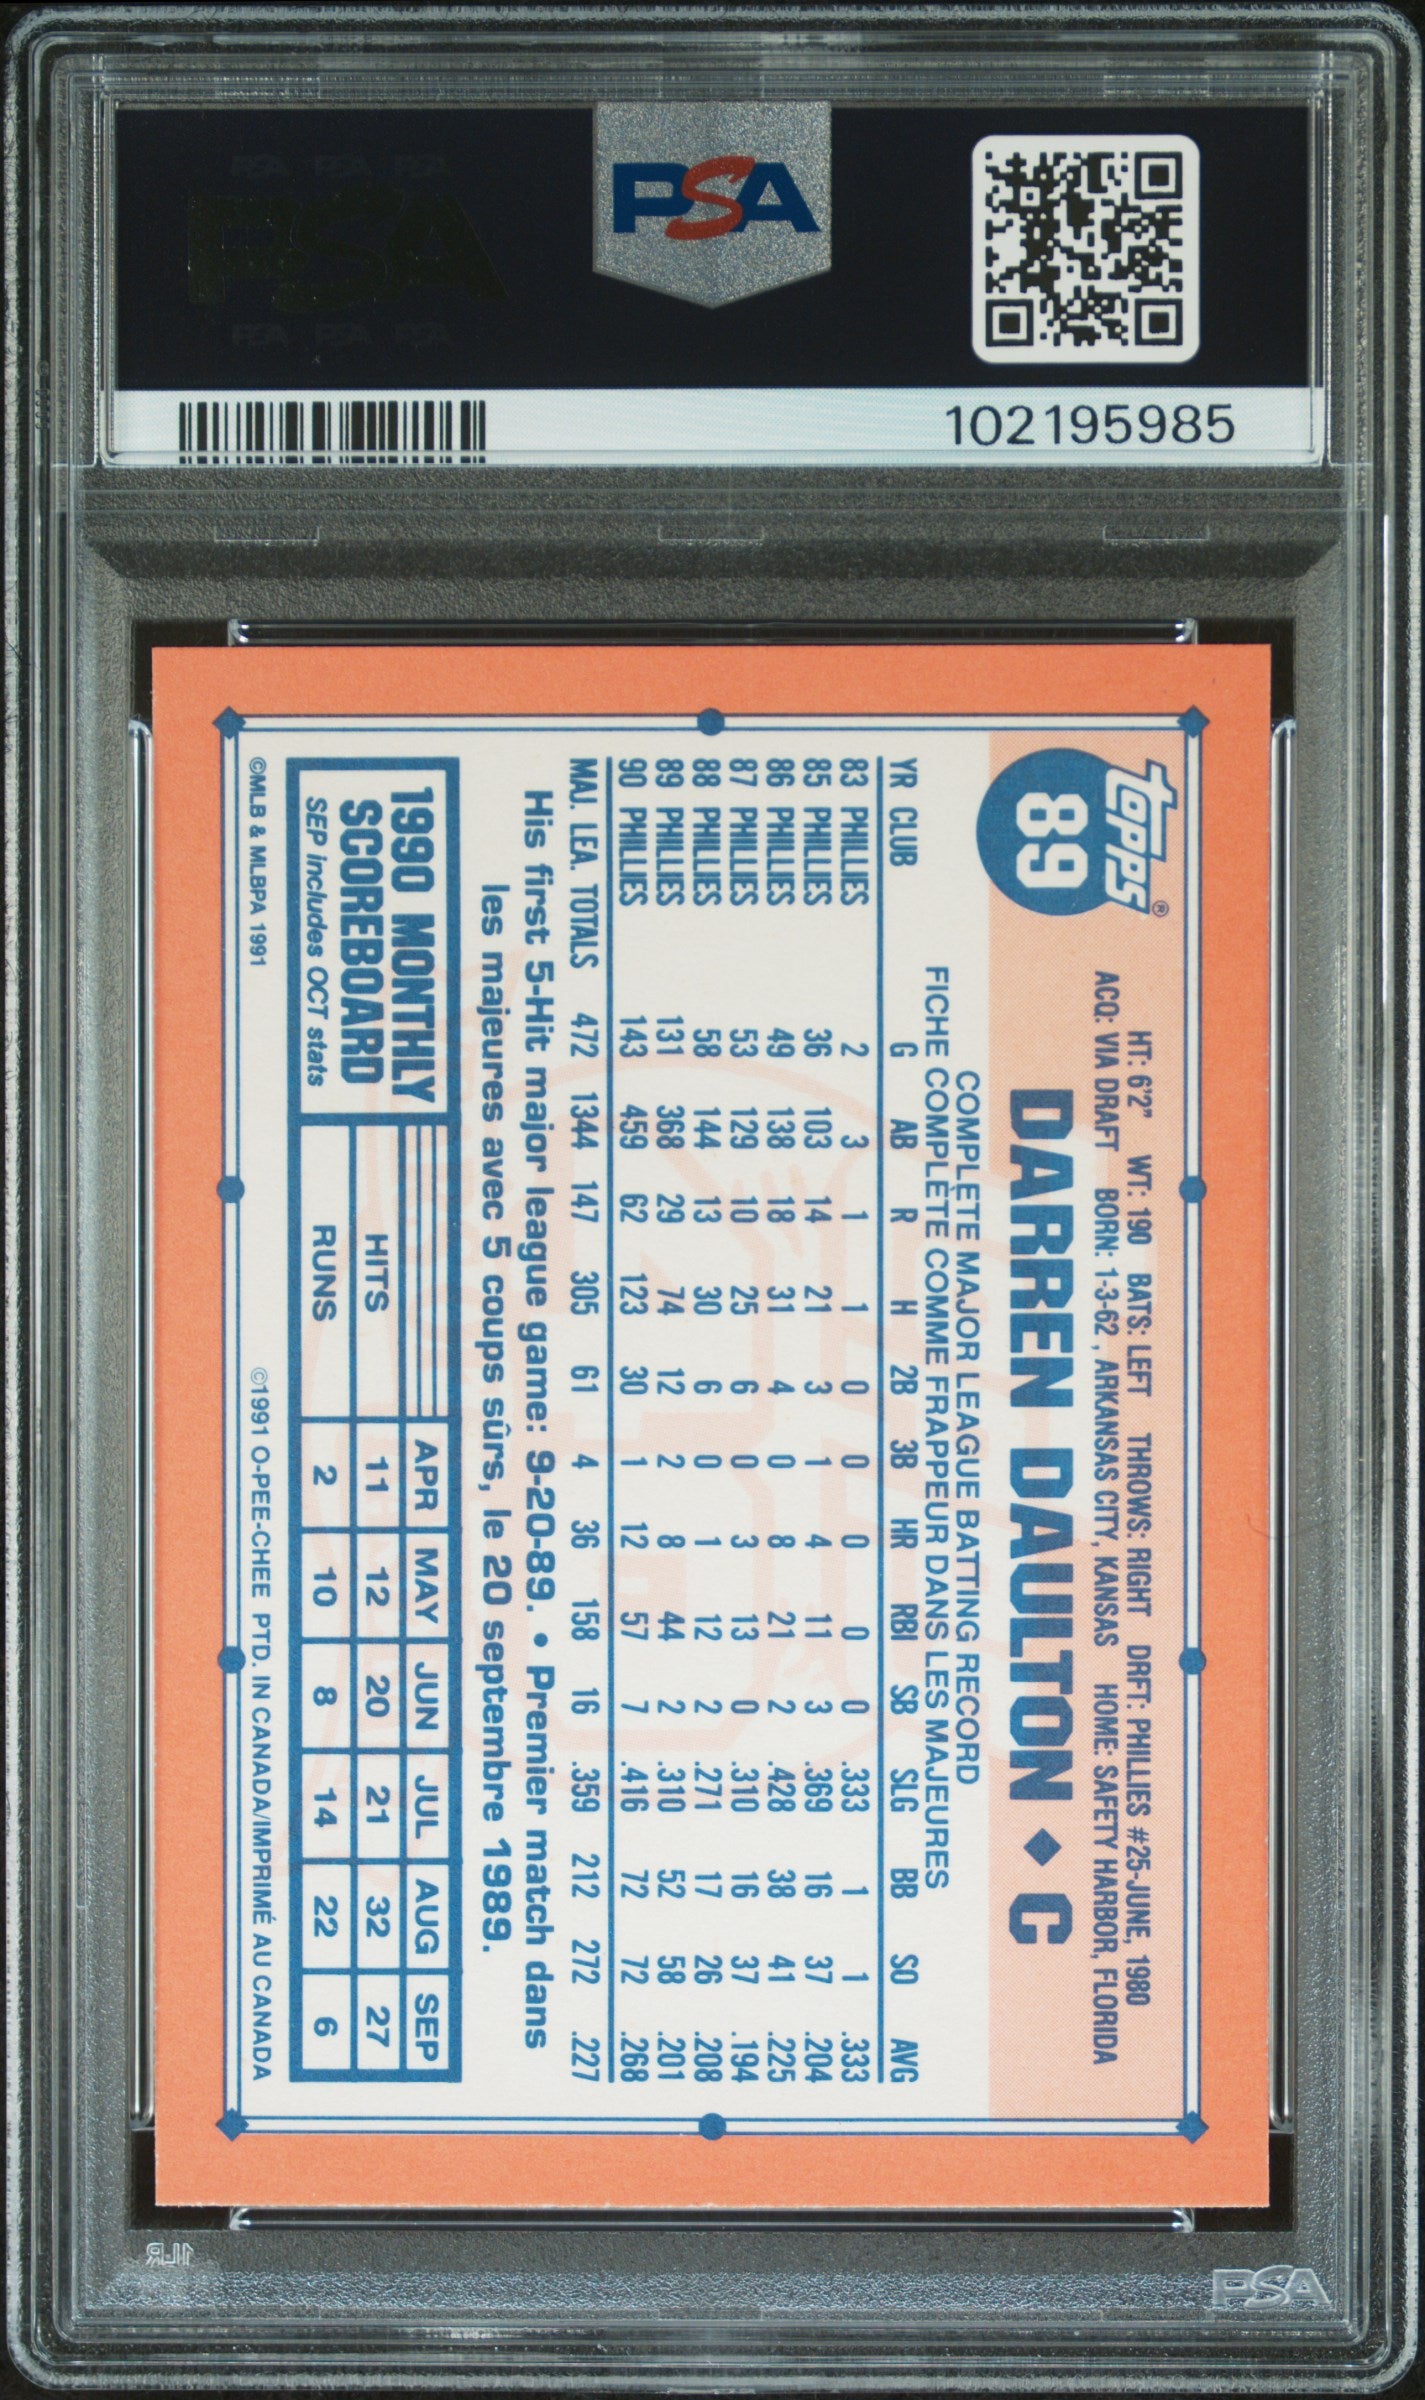 PSA
102195985
topps®
89
HT: 6'2" WT: 190 BATS: LEFT THROWS: RIGHT DRFT: PHILLIES #25-JUNE, 1980
ACQ: VIA DRAFT BORN: 1-3-62, ARKANSAS CITY, KANSAS HOME: SAFETY HARBOR, FLORIDA
DARREN DAULTON ◆ C
COMPLETE MAJOR LEAGUE BATTING RECORD
FICHE COMPLÈTE COMME FRAPPEUR DANS LES MAJEURES
YR CLUB G AB R H 2B 3B HR RBI SB SLG BB SO AVG
83 PHILLIES 2 3 1 1 0 0 0 0 0 .333 1 1 .333
85 PHILLIES 36 103 14 21 3 1 4 11 3 .369 16 37 .204
86 PHILLIES 49 138 18 31 4 0 8 21 2 .428 38 41 .225
87 PHILLIES 53 129 10 25 6 0 3 13 0 .310 16 37 .194
88 PHILLIES 58 144 13 30 6 0 1 12 2 .271 17 26 .208
89 PHILLIES 131 368 29 74 12 2 8 44 2 .310 52 58 .201
90 PHILLIES 143 459 62 123 30 1 12 57 7 .416 72 72 .268
MAJ. LEA. TOTALS 472 1344 147 305 61 4 36 158 16 .359 212 272 .227
His first 5-Hit major league game: 9-20-89. • Premier match dans
les majeures avec 5 coups sûrs, le 20 septembre 1989.
1990 MONTHLY
SCOREBOARD
SEP includes OCT stats
APR MAY JUN JUL AUG SEP
HITS 11 12 20 21 32 27
RUNS 2 10 8 14 22 6
©MLB & MLBPA 1991
©1991 O-PEE-CHEE PTD. IN CANADA/IMPRIMÉ AU CANADA
PSA